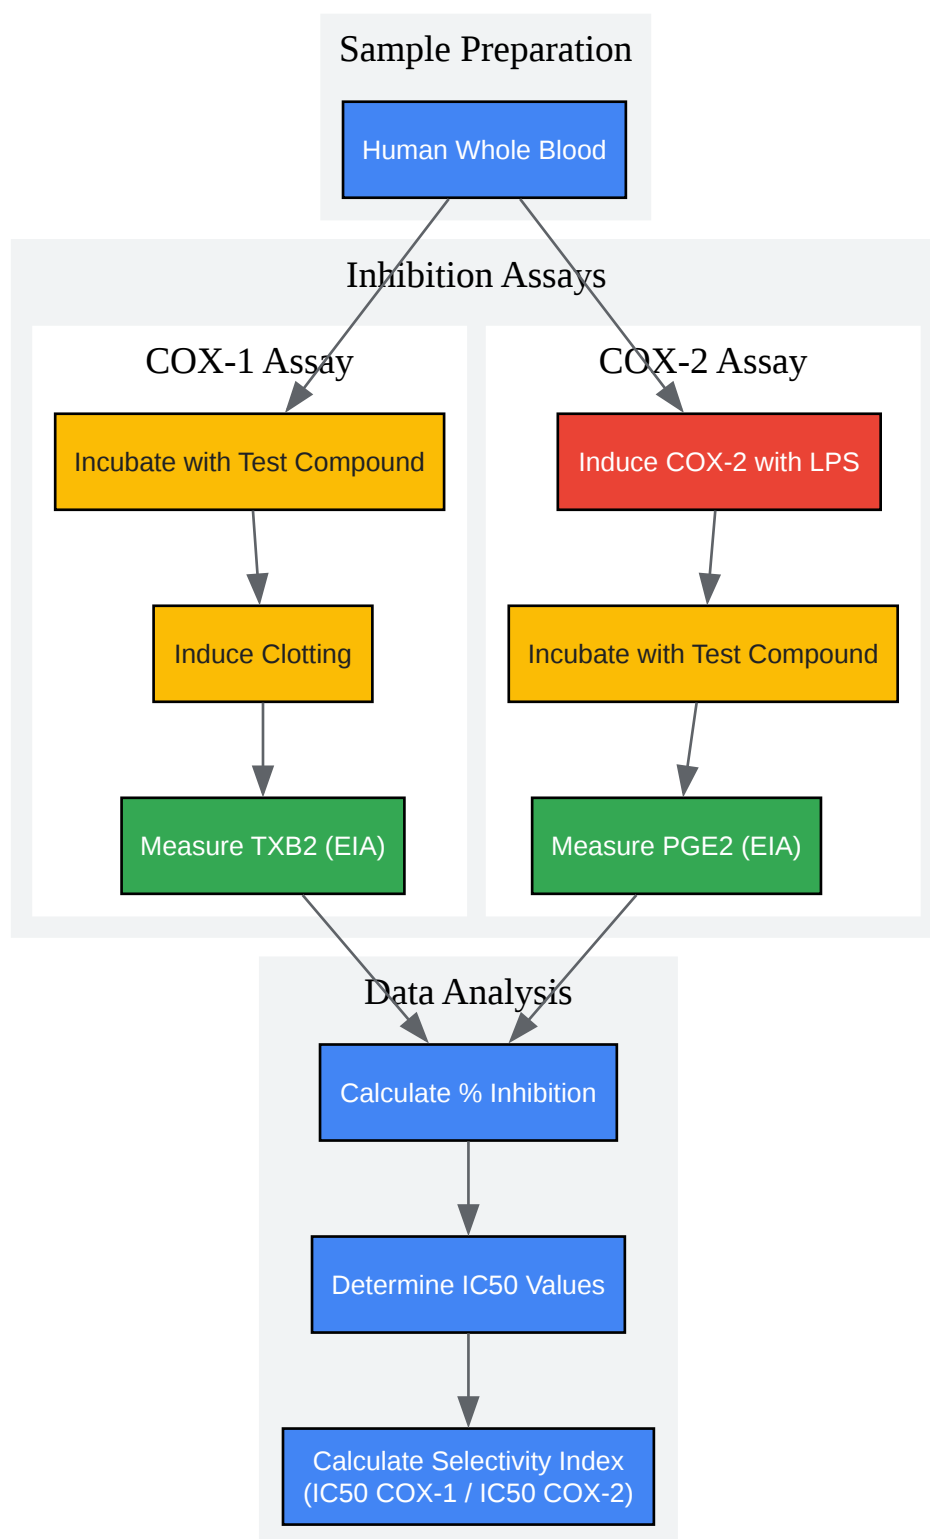 Sample Preparation
Human Whole Blood
Inhibition Assays
COX-1 Assay
Incubate with Test Compound
Induce Clotting
Measure TXB2 (EIA)
COX-2 Assay
Induce COX-2 with LPS
Incubate with Test Compound
Measure PGE2 (EIA)
Data Analysis
Calculate % Inhibition
Determine IC50 Values
Calculate Selectivity Index
(IC50 COX-1 / IC50 COX-2)